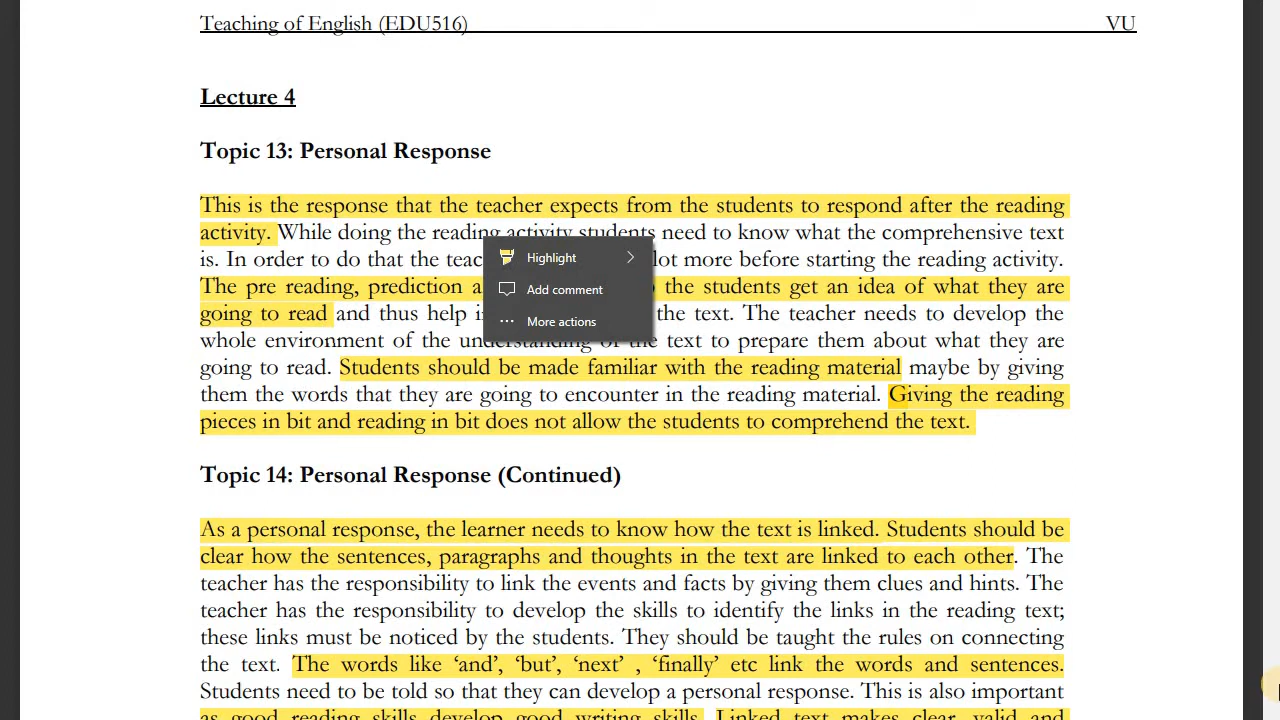 Teaching of English (EDU516) VU
Lecture 4
Topic 13: Personal Response
This is the response that the teacher expects from the students to respond after the reading
activity. While doing the reading activity students need to know what the comprehensive text
is. In order to do that the teac lot more before starting the reading activity.
The pre reading, prediction a the students get an idea of what they are
going to read and thus help i the text. The teacher needs to develop the
whole environment of the understanding of the text to prepare them about what they are
going to read. Students should be made familiar with the reading material maybe by giving
them the words that they are going to encounter in the reading material. Giving the reading
pieces in bit and reading in bit does not allow the students to comprehend the text.
Highlight
Add comment
More actions
Topic 14: Personal Response (Continued)
As a personal response, the learner needs to know how the text is linked. Students should be
clear how the sentences, paragraphs and thoughts in the text are linked to each other. The
teacher has the responsibility to link the events and facts by giving them clues and hints. The
teacher has the responsibility to develop the skills to identify the links in the reading text;
these links must be noticed by the students. They should be taught the rules on connecting
the text. The words like ‘and’, ‘but’, ‘next’ , ‘finally’ etc link the words and sentences.
Students need to be told so that they can develop a personal response. This is also important
as good reading skills develop good writing skills. Linked text makes clear, valid and